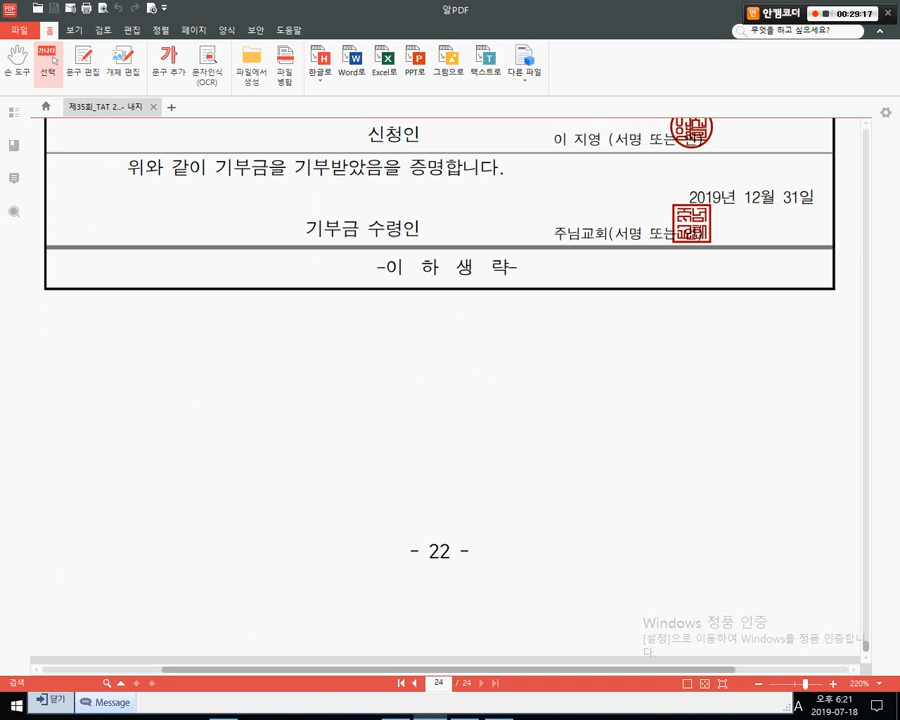 알PDF
안캠코더
00:29:17
파일 홈 보기 검토 편집 정렬 페이지 양식 보안 도움말
무엇을 하고 싶으세요?
손 도구 선택 문구 편집 개체 편집 문구 추가 문자인식 (OCR) 파일에서 생성 파일 병합 한글로 Word로 Excel로 PPT로 그림으로 텍스트로 다른 파일
제35회_TAT 2...- 내지
신청인
이 지영 (서명 또는 인)
위와 같이 기부금을 기부받았음을 증명합니다.
2019년 12월 31일
기부금 수령인
주님교회(서명 또는 인)
-이 하 생 략-
- 22 -
Windows 정품 인증
[설정]으로 이동하여 Windows를 정품 인증합니
다.
검색
24 / 24
220%
닫기
Message
A
오후 6:21
2019-07-18